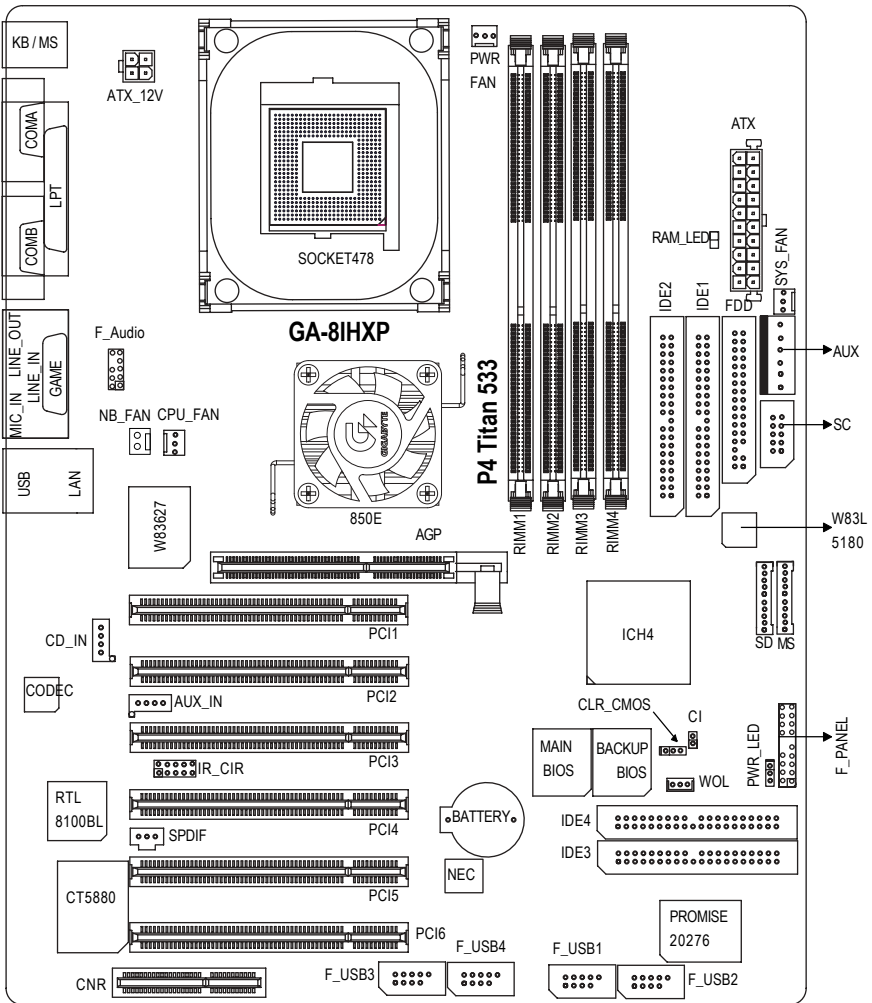 KB / MS
ATX_12V
PWR
FAN
COMA
LPT
COMB
ATX
SOCKET478
RAM_LED
SYS_FAN
GA-8IHXP
IDE2
IDE1
FDD
F_Audio
MIC_IN
LINE_OUT
LINE_IN
GAME
AUX
NB_FAN
CPU_FAN
GIGABYTE
P4 Titan 533
SC
USB
LAN
W83627
850E
RIMM1
RIMM2
RIMM3
RIMM4
W83L
5180
AGP
PCI1
ICH4
SD
MS
CD_IN
CODEC
PCI2
AUX_IN
CLR_CMOS
CI
PCI3
MAIN
BIOS
BACKUP
BIOS
PWR_LED
F_PANEL
IR_CIR
WOL
RTL
8100BL
PCI4
BATTERY
IDE4
SPDIF
IDE3
NEC
CT5880
PCI5
PROMISE
20276
PCI6
F_USB4
F_USB1
F_USB3
F_USB2
CNR